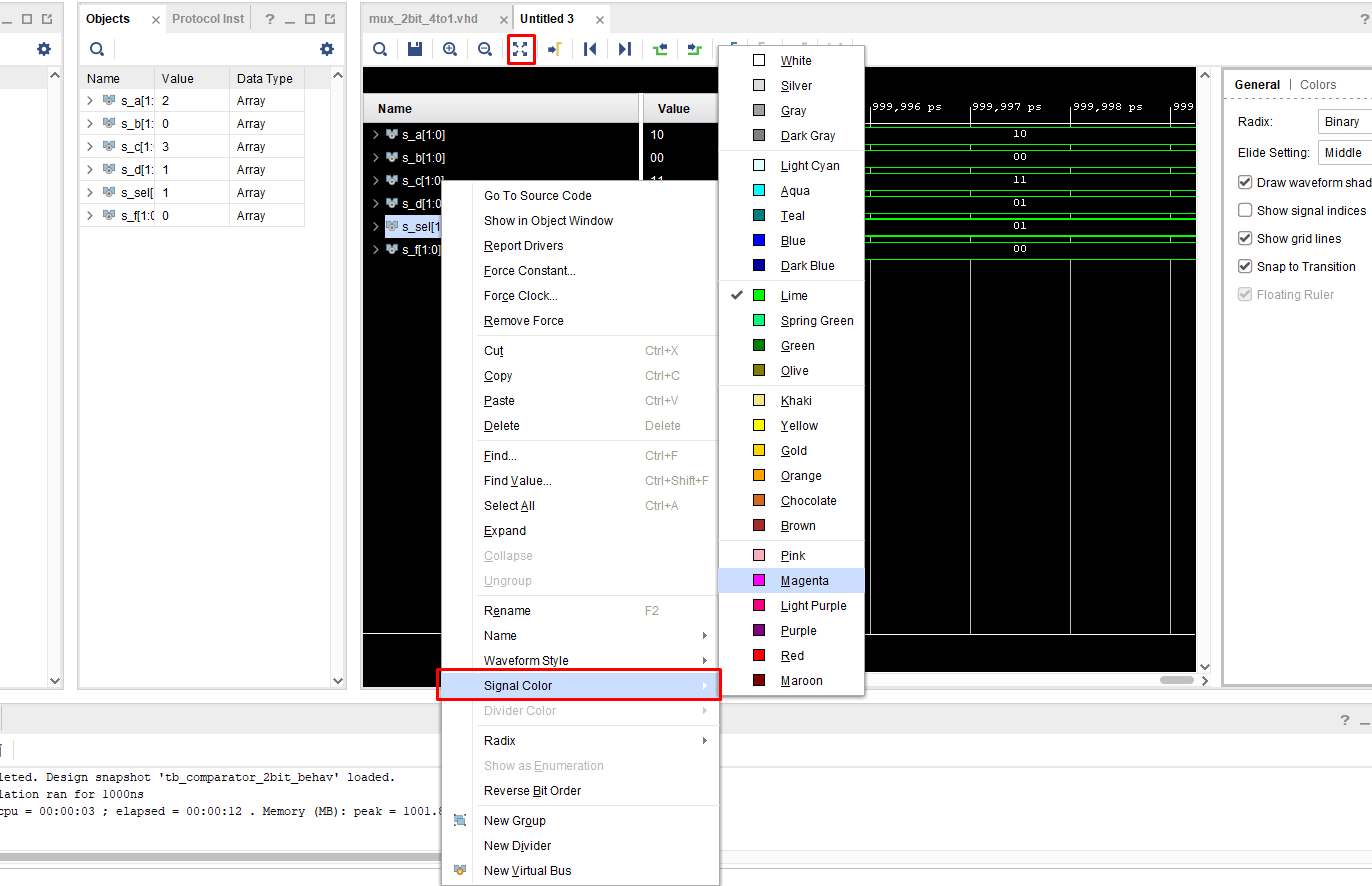 Objects
Protocol Inst
?
mux_2bit_4to1.vhd
Untitled 3
?
Name Value Data Type
s_a[1: 2 Array
s_b[1: 0 Array
s_c[1: 3 Array
s_d[1: 1 Array
s_sel[ 1 Array
s_f[1:0 0 Array
Name Value
s_a[1:0] 10
s_b[1:0] 00
s_c[1:0] 11
s_d[1:0
s_sel[1
s_f[1:0]
999,996 ps 999,997 ps 999,998 ps 999
10
00
11
01
01
00
Go To Source Code
Show in Object Window
Report Drivers
Force Constant...
Force Clock...
Remove Force
Cut Ctrl+X
Copy Ctrl+C
Paste Ctrl+V
Delete Delete
Find... Ctrl+F
Find Value... Ctrl+Shift+F
Select All Ctrl+A
Expand
Collapse
Ungroup
Rename F2
Name
Waveform Style
Signal Color
Divider Color
Radix
Show as Enumeration
Reverse Bit Order
New Group
New Divider
New Virtual Bus
White
Silver
Gray
Dark Gray
Light Cyan
Aqua
Teal
Blue
Dark Blue
Lime
Spring Green
Green
Olive
Khaki
Yellow
Gold
Orange
Chocolate
Brown
Pink
Magenta
Light Purple
Purple
Red
Maroon
General | Colors
Radix: Binary
Elide Setting: Middle
Draw waveform shad
Show signal indices
Show grid lines
Snap to Transition
Floating Ruler
?
leted. Design snapshot 'tb_comparator_2bit_behav' loaded.
lation ran for 1000ns
cpu = 00:00:03 ; elapsed = 00:00:12 . Memory (MB): peak = 1001.8